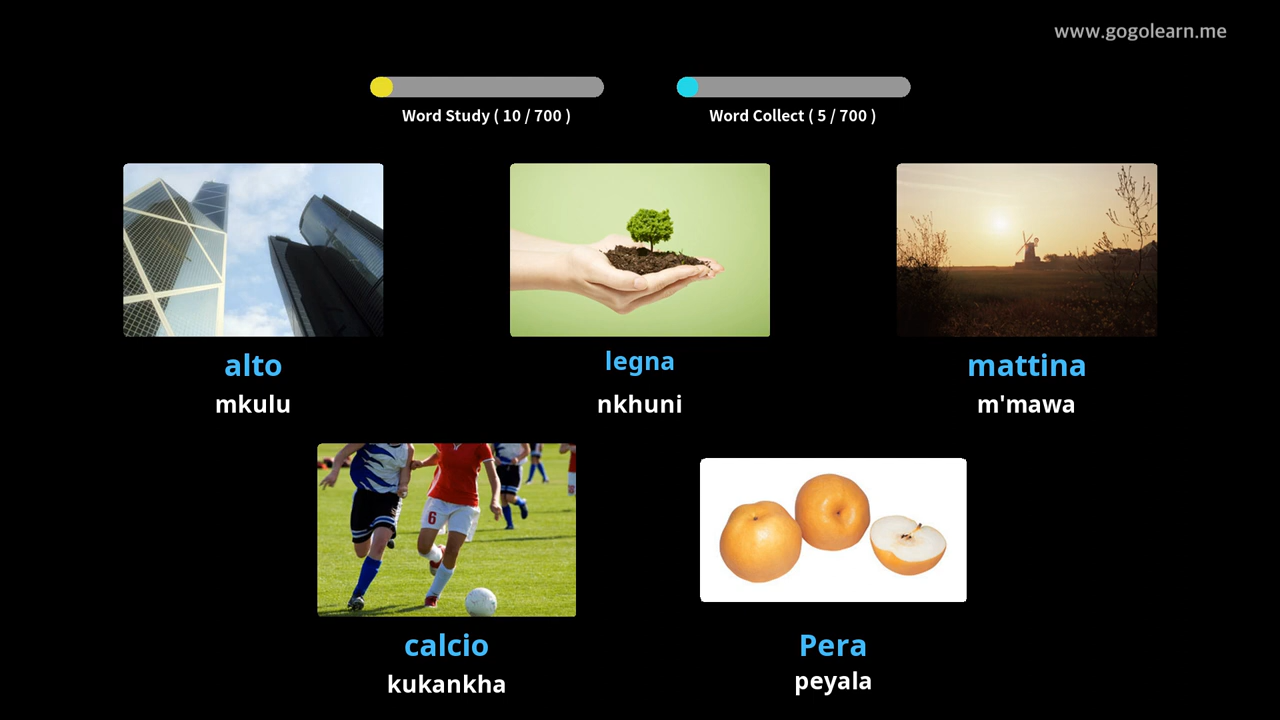 www.gogolearn.me
Word Study ( 10 / 700 )
Word Collect ( 5 / 700 )
alto
mkulu
legna
nkhuni
mattina
m'mawa
6
calcio
kukankha
Pera
peyala